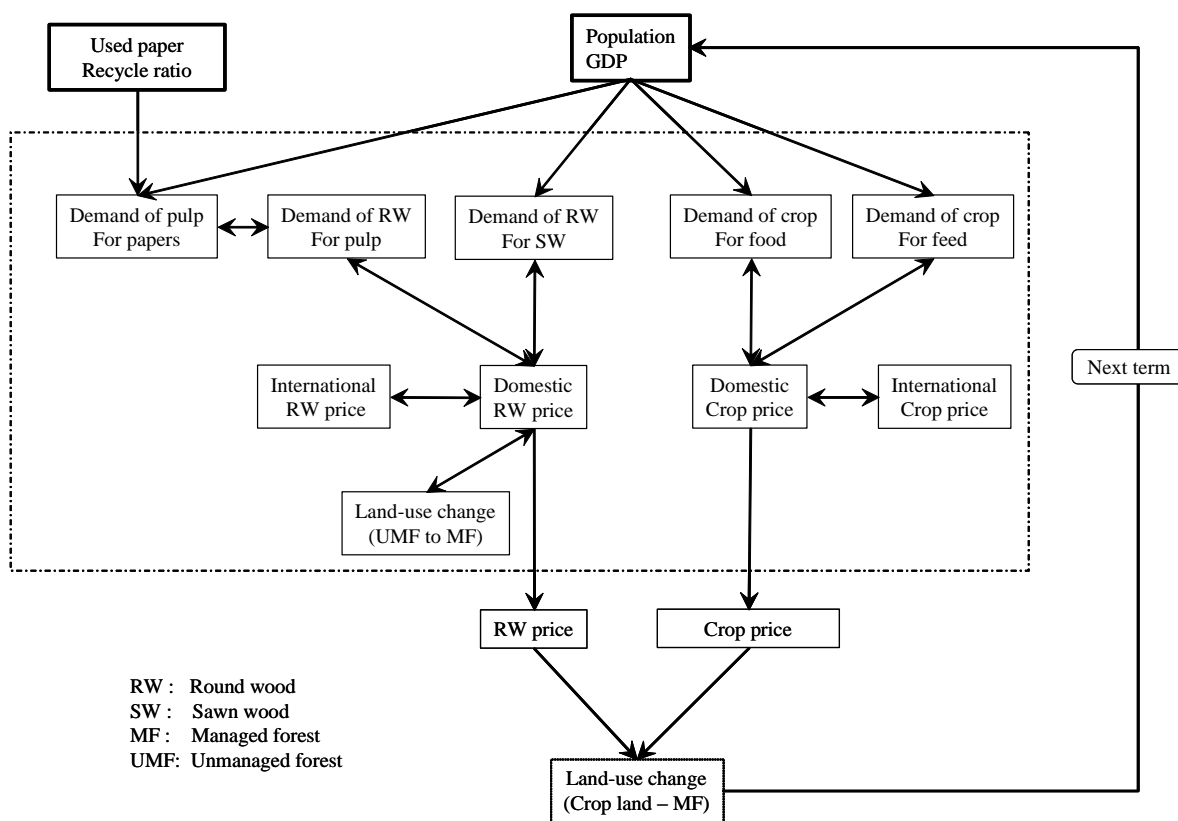 Used paper
Recycle ratio
Population
GDP
Demand of pulp
For papers
Demand of RW
For pulp
Demand of RW
For SW
Demand of crop
For food
Demand of crop
For feed
International
RW price
Domestic
RW price
Domestic
Crop price
International
Crop price
Next term
Land-use change
(UMF to MF)
RW price
Crop price
RW : Round wood
SW : Sawn wood
MF : Managed forest
UMF: Unmanaged forest
Land-use change
(Crop land – MF)